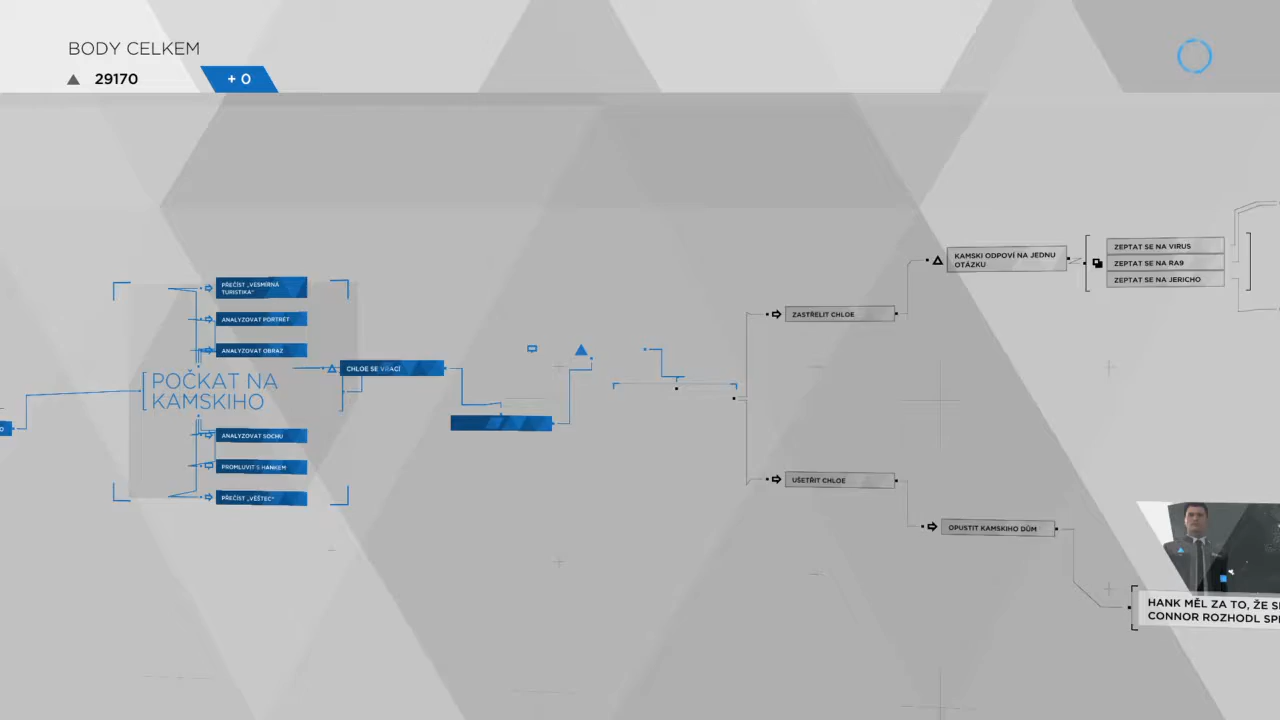 BODY CELKEM
29170
+ 0
PŘEČÍST „VESMÍRNÁ
TURISTIKA“
ANALYZOVAT PORTRÉT
ANALYZOVAT OBRAZ
POČKAT NA
KAMSKIHO
ANALYZOVAT SOCHU
PROMLUVIT S HANKEM
PŘEČÍST „VĚŠTEC“
CHLOE SE VRACÍ
ZASTŘELIT CHLOE
KAMSKI ODPOVÍ NA JEDNU
OTÁZKU
ZEPTAT SE NA VIRUS
ZEPTAT SE NA RA9
ZEPTAT SE NA JERICHO
UŠETŘIT CHLOE
OPUSTIT KAMSKIHO DŮM
HANK MĚL ZA TO, ŽE
CONNOR ROZHODL